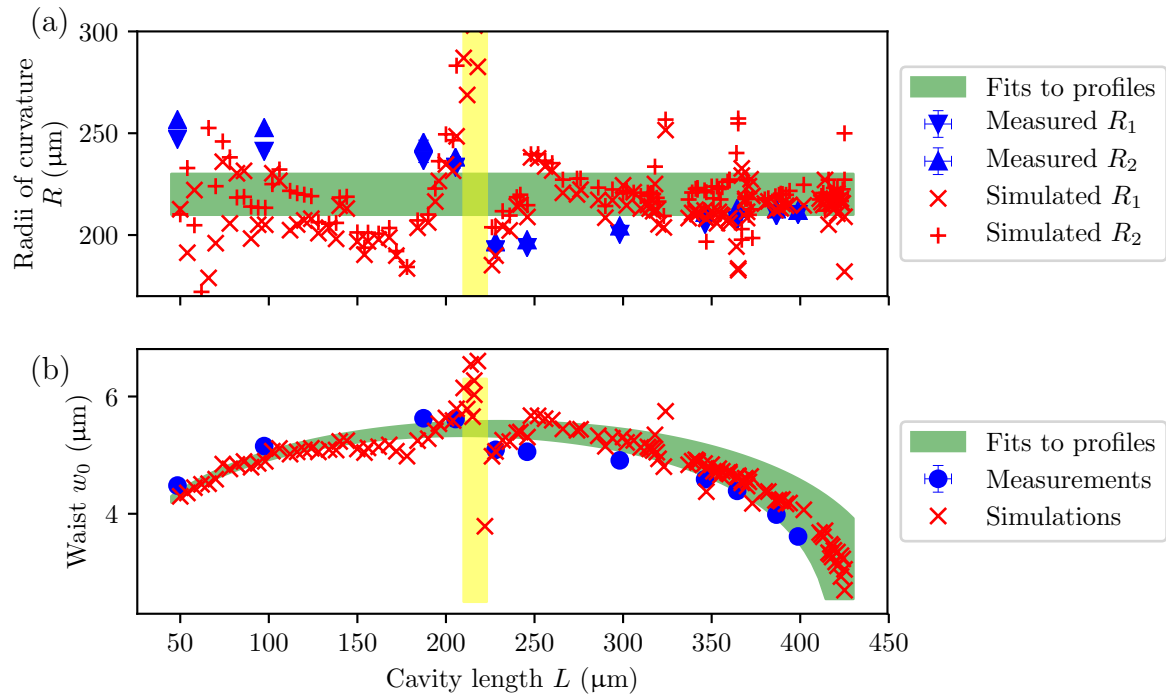 (a)
300
250
200
Radii of curvature
R (μm)
Fits to profiles
Measured R₁
Measured R₂
Simulated R₁
Simulated R₂
(b)
6
4
Waist w₀ (μm)
50 100 150 200 250 300 350 400 450
Cavity length L (μm)
Fits to profiles
Measurements
Simulations